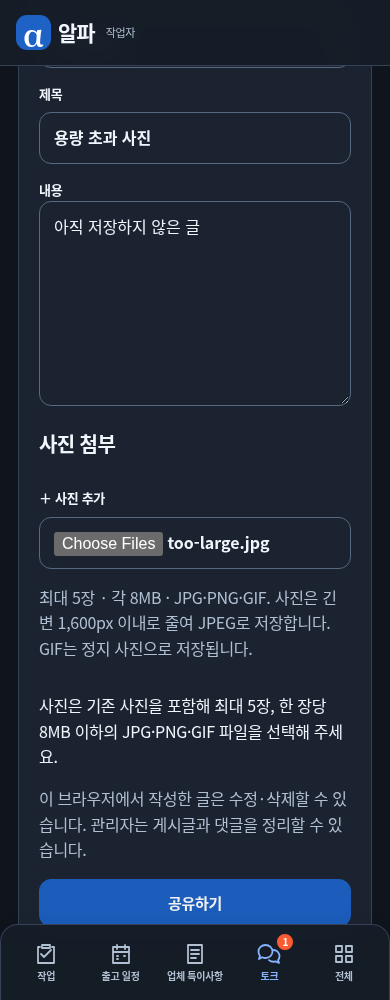 α 알파 작업자
제목
용량 초과 사진
내용
아직 저장하지 않은 글
사진 첨부
+ 사진 추가
Choose Files too-large.jpg
최대 5장 · 각 8MB · JPG·PNG·GIF. 사진은 긴
변 1,600px 이내로 줄여 JPEG로 저장합니다.
GIF는 정지 사진으로 저장됩니다.
사진은 기존 사진을 포함해 최대 5장, 한 장당
8MB 이하의 JPG·PNG·GIF 파일을 선택해 주세
요.
이 브라우저에서 작성한 글은 수정·삭제할 수 있
습니다. 관리자는 게시글과 댓글을 정리할 수 있
습니다.
공유하기
1
작업 출고 일정 업체 특이사항 토크 전체